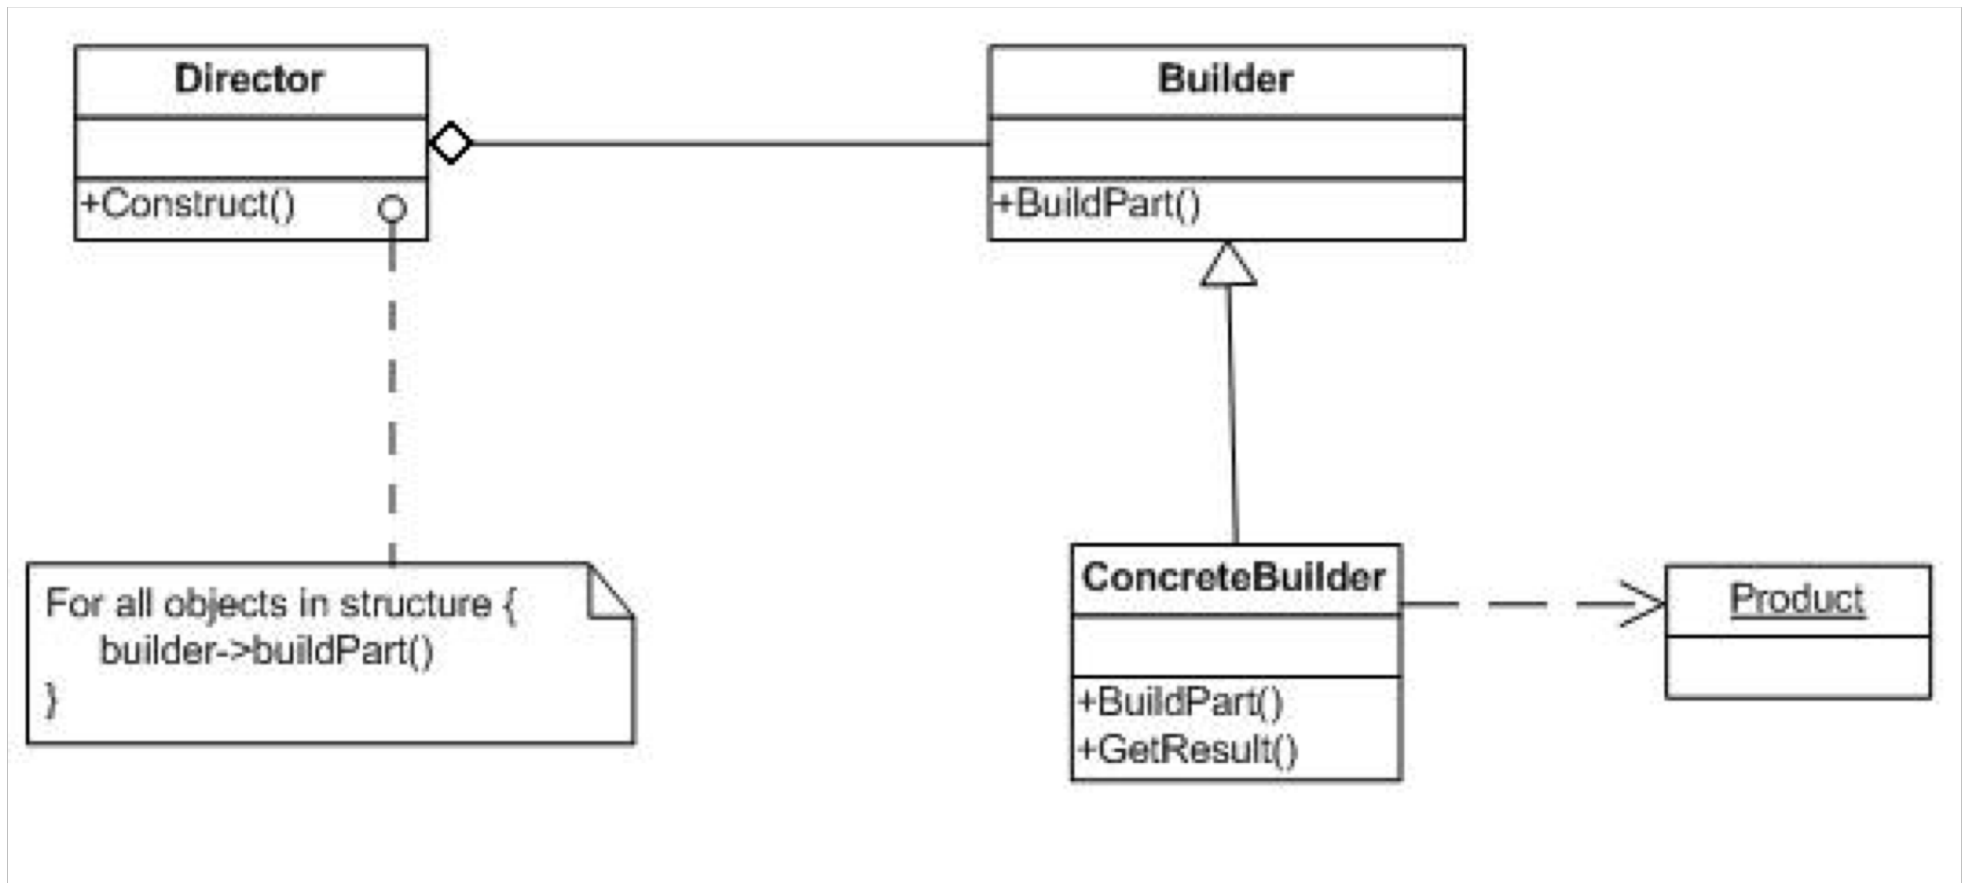 Director
+Construct()
Builder
+BuildPart()
For all objects in structure {
builder->buildPart()
}
ConcreteBuilder
+BuildPart()
+GetResult()
Product